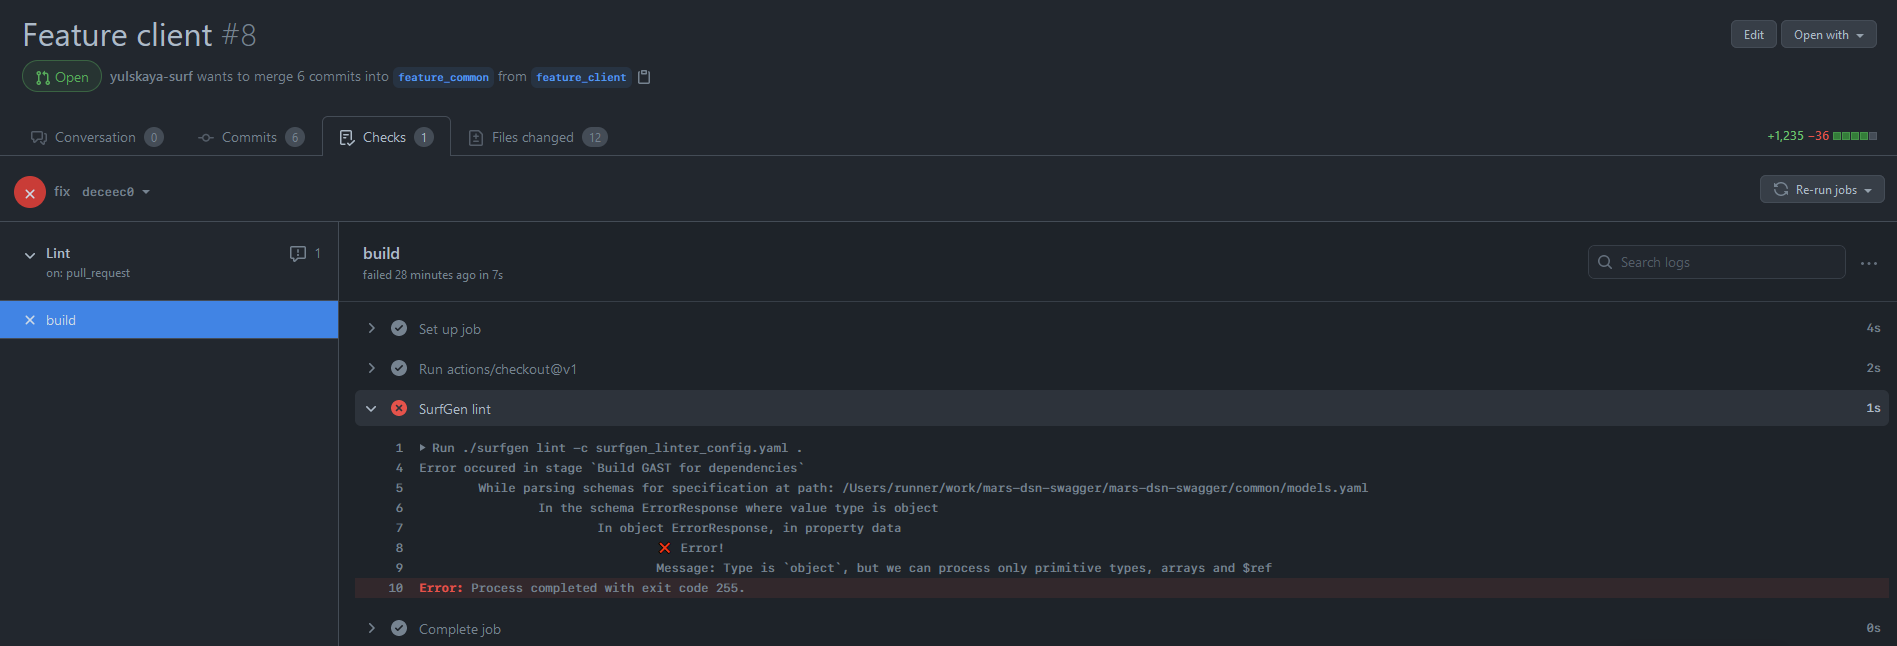 Feature client #8
Edit
Open with
Open
yulskaya-surf wants to merge 6 commits into feature_common from feature_client
Conversation 0
Commits 6
Checks 1
Files changed 12
+1,235 −36
fix deceec0
Re-run jobs
Lint
1
on: pull_request
build
build
failed 28 minutes ago in 7s
Search logs
Set up job
4s
Run actions/checkout@v1
2s
SurfGen lint
1s
1 Run ./surfgen lint -c surfgen_linter_config.yaml .
4 Error occured in stage `Build GAST for dependencies`
5 While parsing schemas for specification at path: /Users/runner/work/mars-dsn-swagger/mars-dsn-swagger/common/models.yaml
6 In the schema ErrorResponse where value type is object
7 In object ErrorResponse, in property data
8 ❌ Error!
9 Message: Type is `object`, but we can process only primitive types, arrays and $ref
10 Error: Process completed with exit code 255.
Complete job
0s